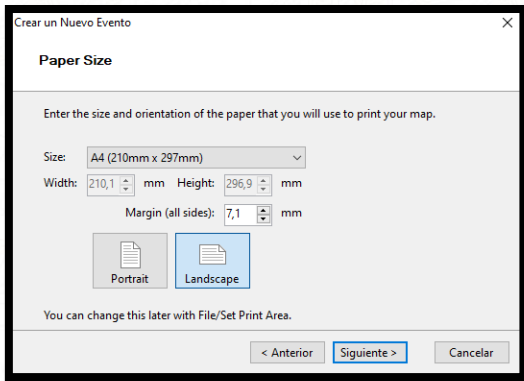 Crear un Nuevo Evento
Paper Size
Enter the size and orientation of the paper that you will use to print your map.
Size: A4 (210mm x 297mm)
Width: 210,1 mm Height: 296,9 mm
Margin (all sides): 7,1 mm
Portrait Landscape
You can change this later with File/Set Print Area.
< Anterior Siguiente > Cancelar